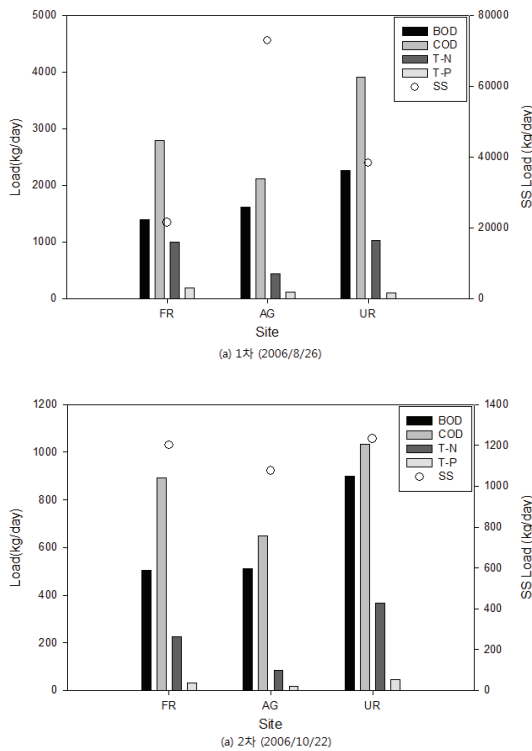 5000
4000
3000
2000
1000
0
Load(kg/day)
80000
60000
40000
20000
0
SS Load (kg/day)
BOD
COD
T-N
T-P
SS
FR
AG
UR
Site
(a) 1차 (2006/8/26)
1200
1000
800
600
400
200
0
Load(kg/day)
1400
1200
1000
800
600
400
200
0
SS Load (kg/day)
BOD
COD
T-N
T-P
SS
FR
AG
UR
Site
(a) 2차 (2006/10/22)